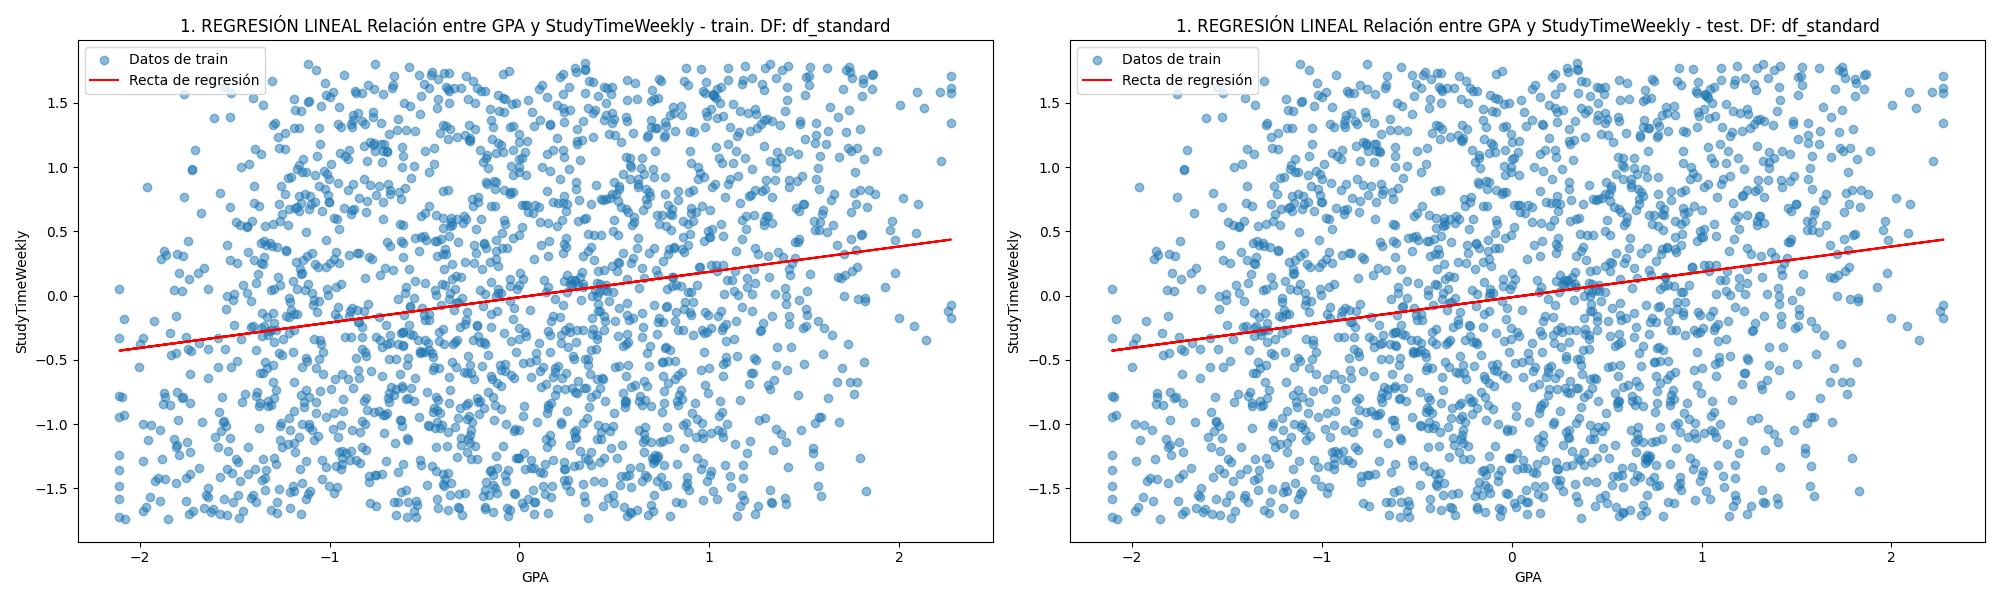 1. REGRESIÓN LINEAL Relación entre GPA y StudyTimeWeekly - train. DF: df_standard
Datos de train
Recta de regresión
1.5
1.0
0.5
0.0
−0.5
−1.0
−1.5
StudyTimeWeekly
−2
−1
0
1
2
GPA
1. REGRESIÓN LINEAL Relación entre GPA y StudyTimeWeekly - test. DF: df_standard
Datos de train
Recta de regresión
1.5
1.0
0.5
0.0
−0.5
−1.0
−1.5
StudyTimeWeekly
−2
−1
0
1
2
GPA